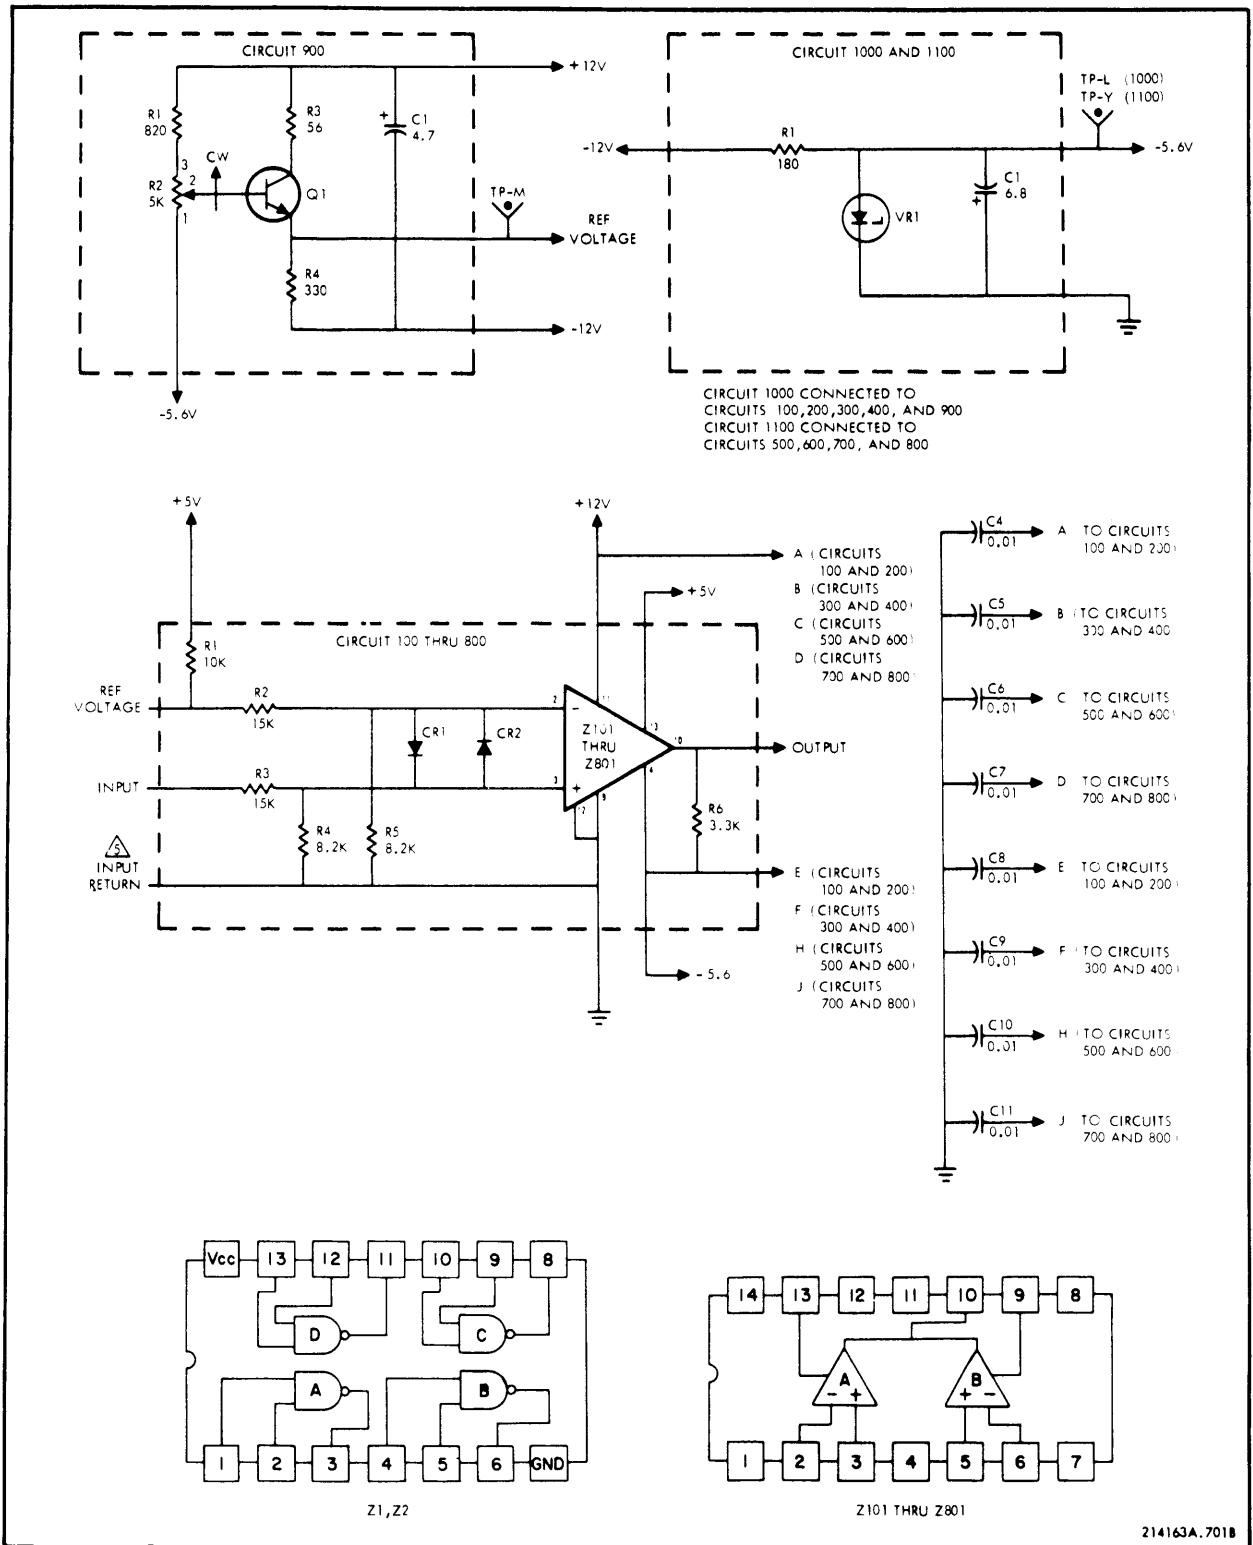 CIRCUIT 900
+12V
R1
820
R3
56
+
C1
4.7
3
CW
R2
5K
2
1
Q1
TP-M
REF
VOLTAGE
R4
330
-12V
-5.6V
CIRCUIT 1000 AND 1100
TP-L (1000)
TP-Y (1100)
-12V
R1
180
-5.6V
C1
6.8
+
VR1
CIRCUIT 1000 CONNECTED TO
CIRCUITS 100,200,300,400, AND 900
CIRCUIT 1100 CONNECTED TO
CIRCUITS 500,600,700, AND 800
+5V
+12V
A (CIRCUITS
100 AND 200)
+5V
B (CIRCUITS
300 AND 400)
C (CIRCUITS
500 AND 600)
D (CIRCUITS
700 AND 800)
CIRCUIT 100 THRU 800
R1
10K
REF
VOLTAGE
R2
15K
2
-
11
13
10
CR1
CR2
Z101
THRU
Z801
OUTPUT
INPUT
R3
15K
3
+
12
9
R4
8.2K
R5
8.2K
R6
3.3K
5
INPUT
RETURN
E (CIRCUITS
100 AND 200)
F (CIRCUITS
300 AND 400)
H (CIRCUITS
500 AND 600)
-5.6
J (CIRCUITS
700 AND 800)
C4
0.01
A TO CIRCUITS
100 AND 200)
C5
0.01
B (TO CIRCUITS
300 AND 400
C6
0.01
C TO CIRCUITS
500 AND 600)
C7
0.01
D TO CIRCUITS
700 AND 800)
C8
0.01
E TO CIRCUITS
100 AND 200)
C9
0.01
F (TO CIRCUITS
300 AND 400)
C10
0.01
H (TO CIRCUITS
500 AND 600
C11
0.01
J TO CIRCUITS
700 AND 800)
Vcc 13 12 11 10 9 8
D
C
A
B
1 2 3 4 5 6 GND
Z1,Z2
14 13 12 11 10 9 8
A
- +
B
+ -
1 2 3 4 5 6 7
Z101 THRU Z801
214163A.701B